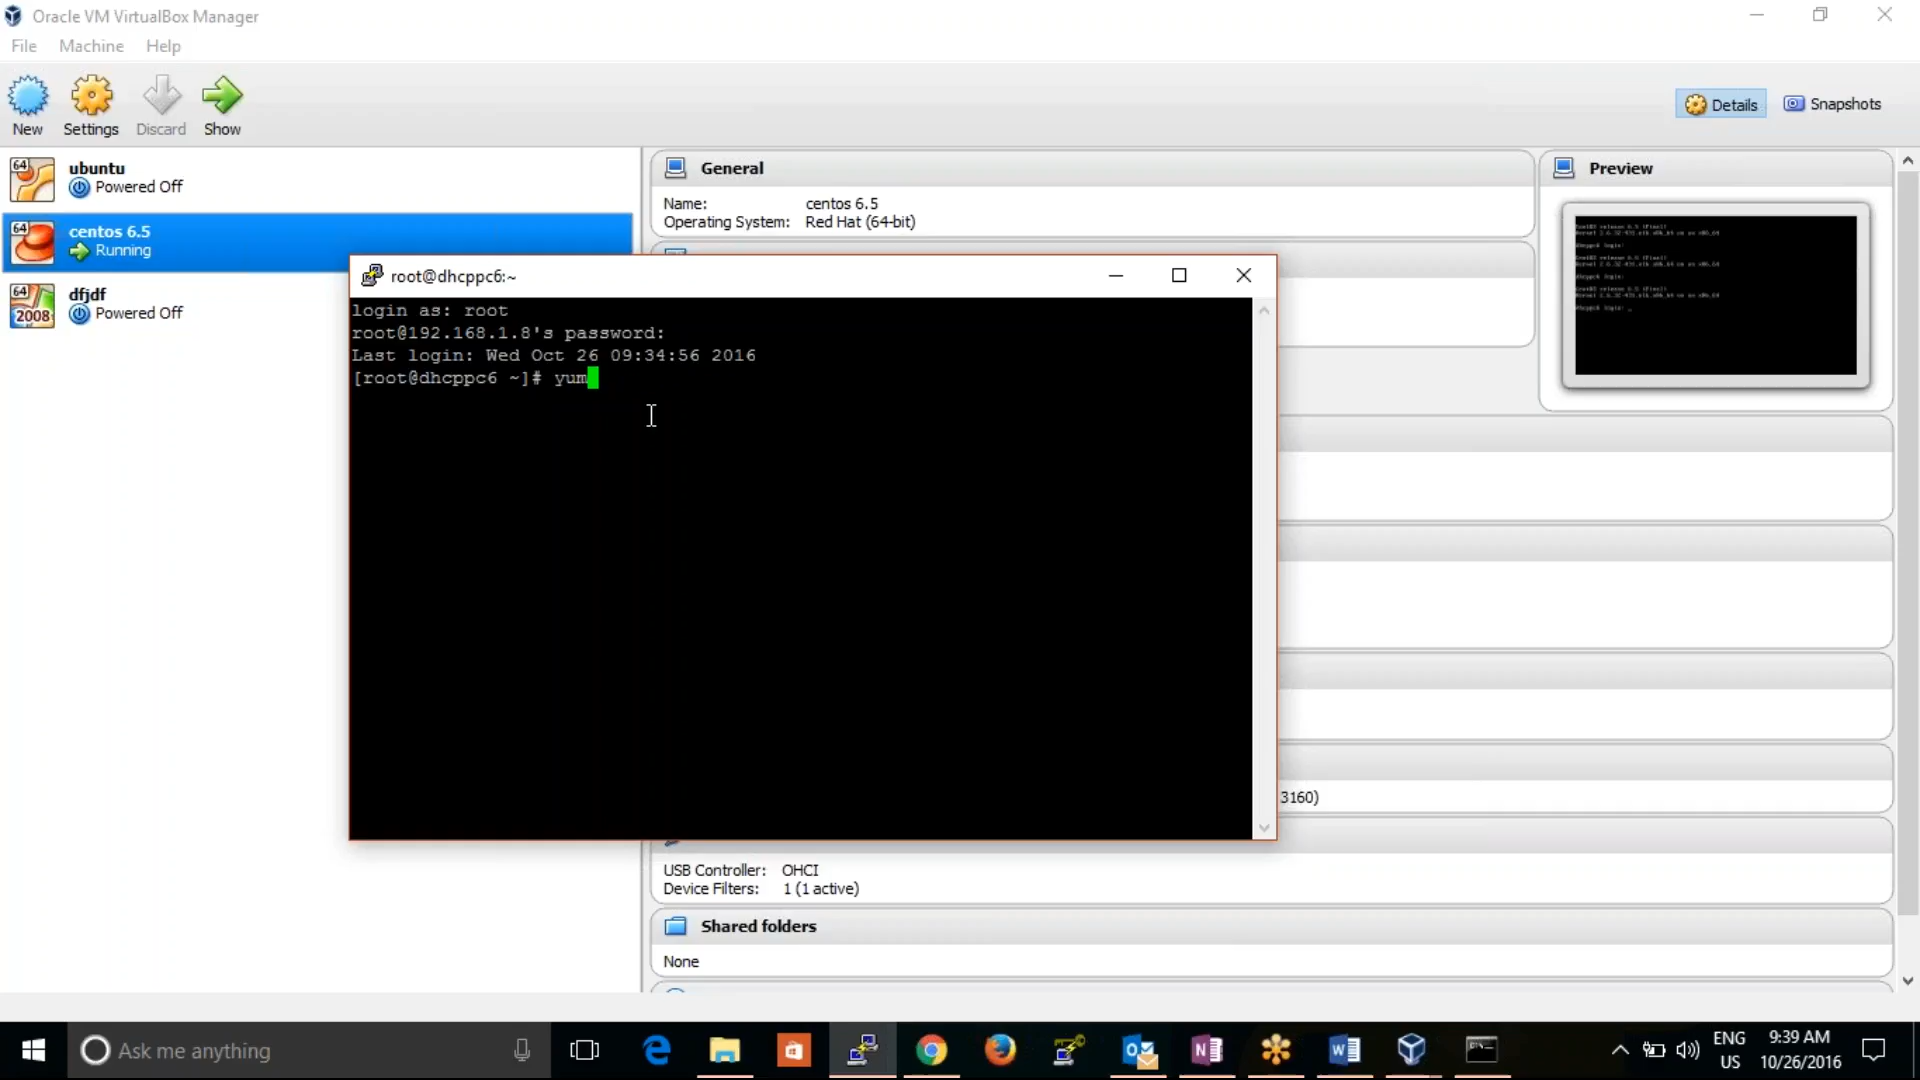 Oracle VM VirtualBox Manager
File Machine Help
New Settings Discard Show
Details Snapshots
64
ubuntu
Powered Off
64
centos 6.5
Running
64
2008
dfjdf
Powered Off
General
Name: centos 6.5
Operating System: Red Hat (64-bit)
Preview
root@dhcppc6:~
login as: root
root@192.168.1.8's password:
Last login: Wed Oct 26 09:34:56 2016
[root@dhcppc6 ~]# yum
3160)
USB Controller: OHCI
Device Filters: 1 (1 active)
Shared folders
None
Ask me anything
ENG
US
9:39 AM
10/26/2016